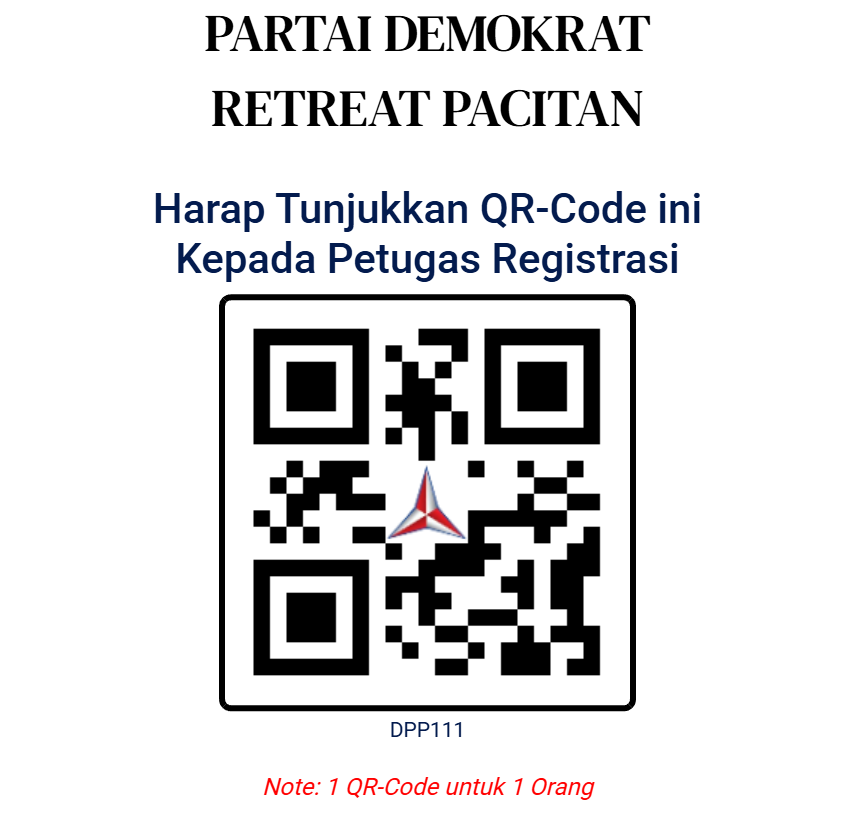 PARTAI DEMOKRAT
RETREAT PACITAN
Harap Tunjukkan QR-Code ini
Kepada Petugas Registrasi
DPP111
Note: 1 QR-Code untuk 1 Orang